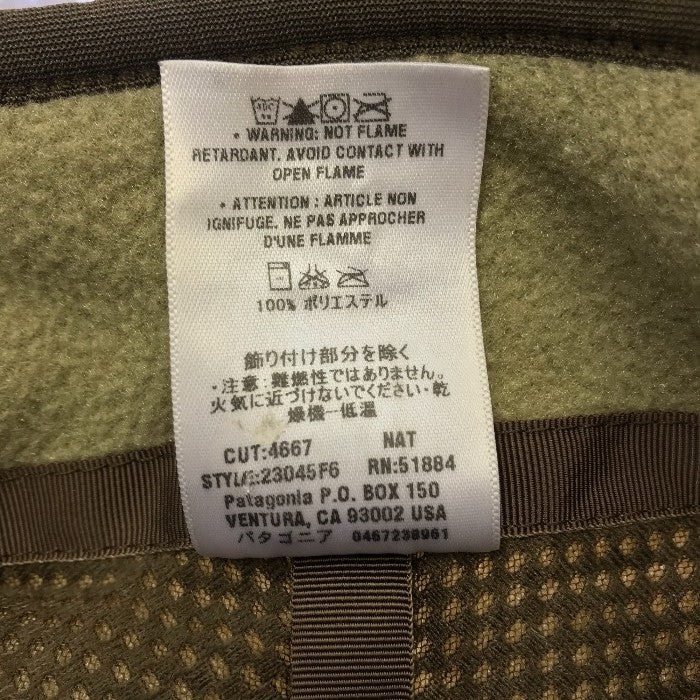 • WARNING: NOT FLAME
RETARDANT. AVOID CONTACT WITH
OPEN FLAME
• ATTENTION : ARTICLE NON
IGNIFUGE. NE PAS APPROCHER
D'UNE FLAMME
100% ポリエステル
飾り付け部分を除く
・注意：難燃性ではありません。
火気に近づけないでください・乾
燥機ー低温
CUT:4667 NAT
STYLE:23045F6 RN:51884
Patagonia P.O. BOX 150
VENTURA, CA 93002 USA
パタゴニア 0467238961